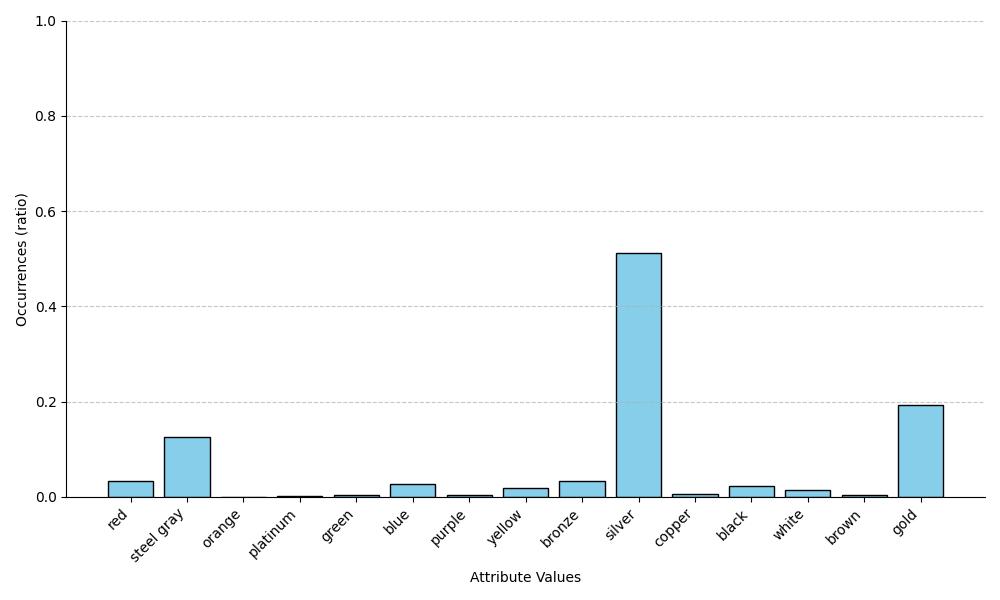 1.0
0.8
0.6
0.4
0.2
0.0
Occurrences (ratio)
red
steel gray
orange
platinum
green
blue
purple
yellow
bronze
silver
copper
black
white
brown
gold
Attribute Values